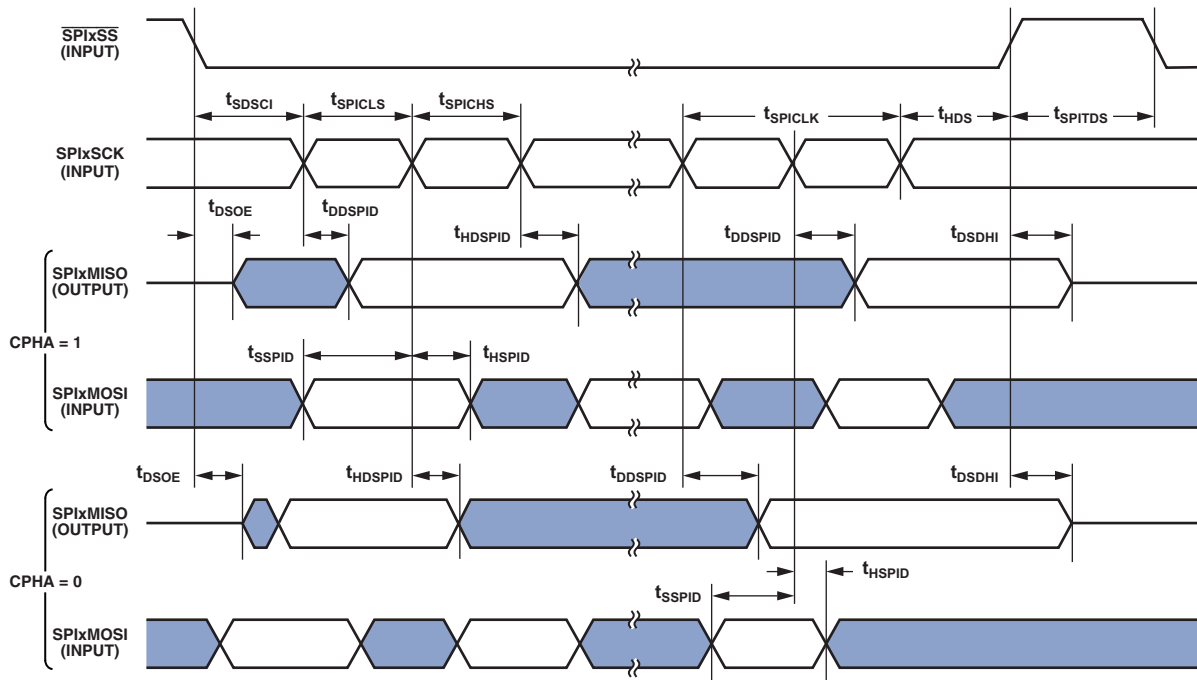 SPIxSS
(INPUT)
tSDSCI
tSPICLS
tSPICHS
tSPICLK
tHDS
tSPITDS
SPIxSCK
(INPUT)
tDSOE
tDDSPID
tHDSPID
tDDSPID
tDSDHI
SPIxMISO
(OUTPUT)
CPHA = 1
tSSPID
tHSPID
SPIxMOSI
(INPUT)
tDSOE
tHDSPID
tDDSPID
tDSDHI
SPIxMISO
(OUTPUT)
CPHA = 0
tHSPID
tSSPID
SPIxMOSI
(INPUT)